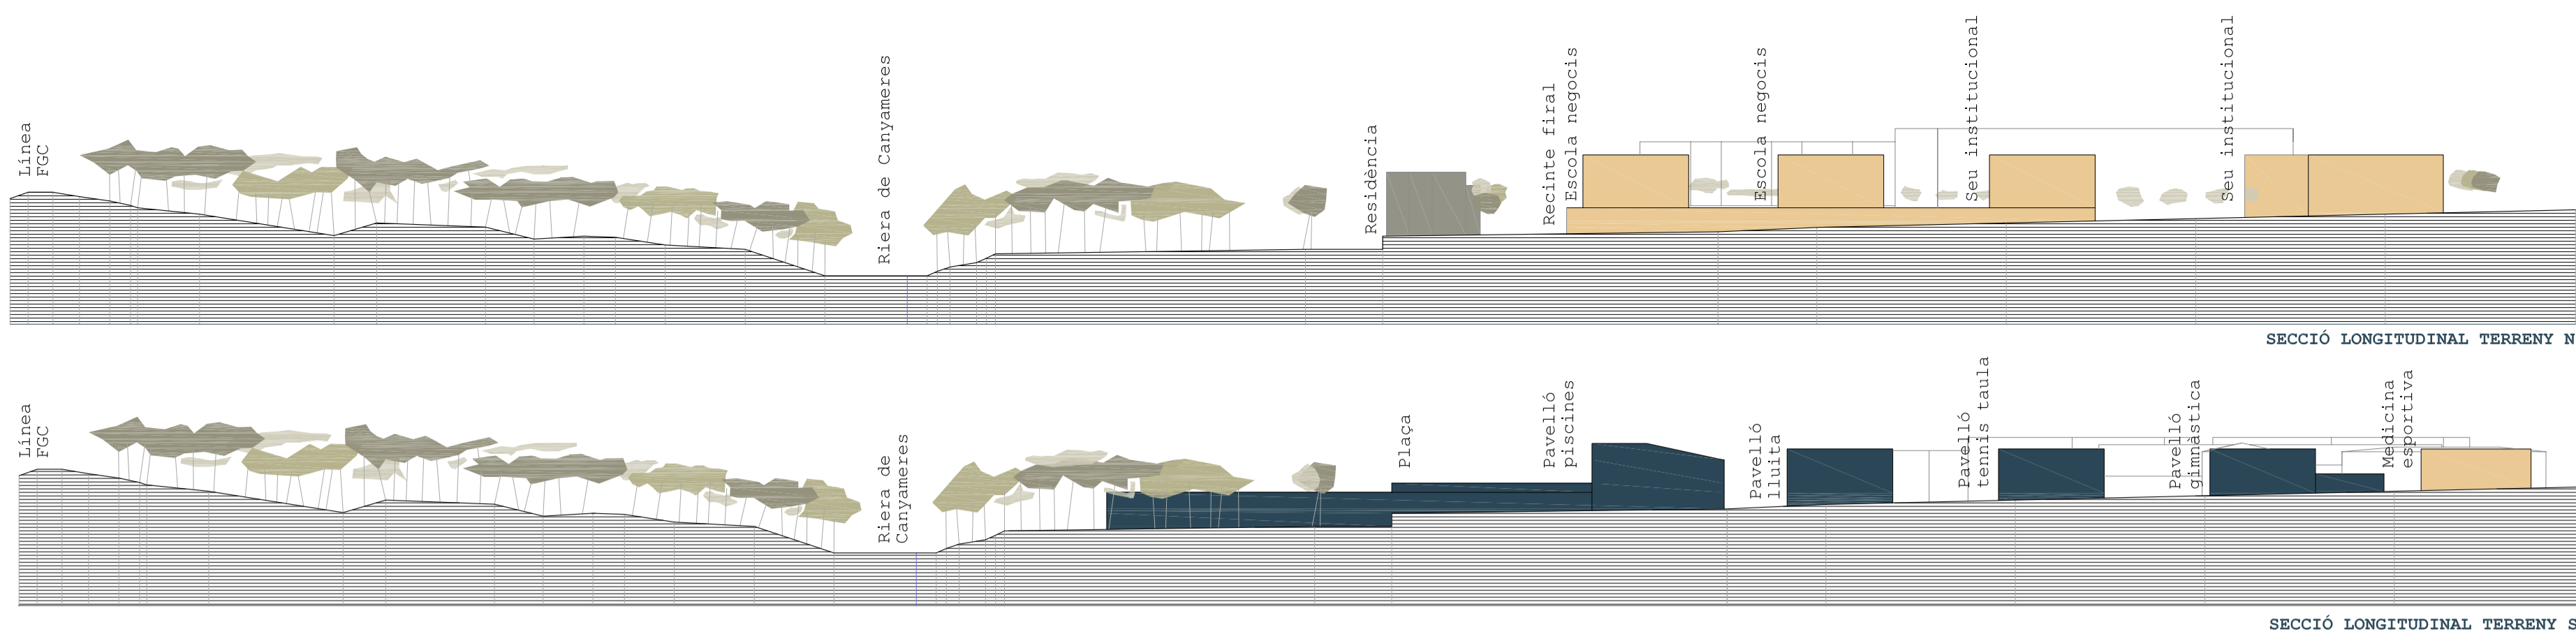 Línea
FGC
Riera de Canyameres
Residència
Recinte firal
Escola negocis
Escola negocis
Seu institucional
Seu institucional
SECCIÓ LONGITUDINAL TERRENY N
Línea
FGC
Riera de
Canyameres
Plaça
Pavelló
piscines
Pavelló
lluita
Pavelló
tennis taula
Pavelló
gimnàstica
Medicina
esportiva
SECCIÓ LONGITUDINAL TERRENY S